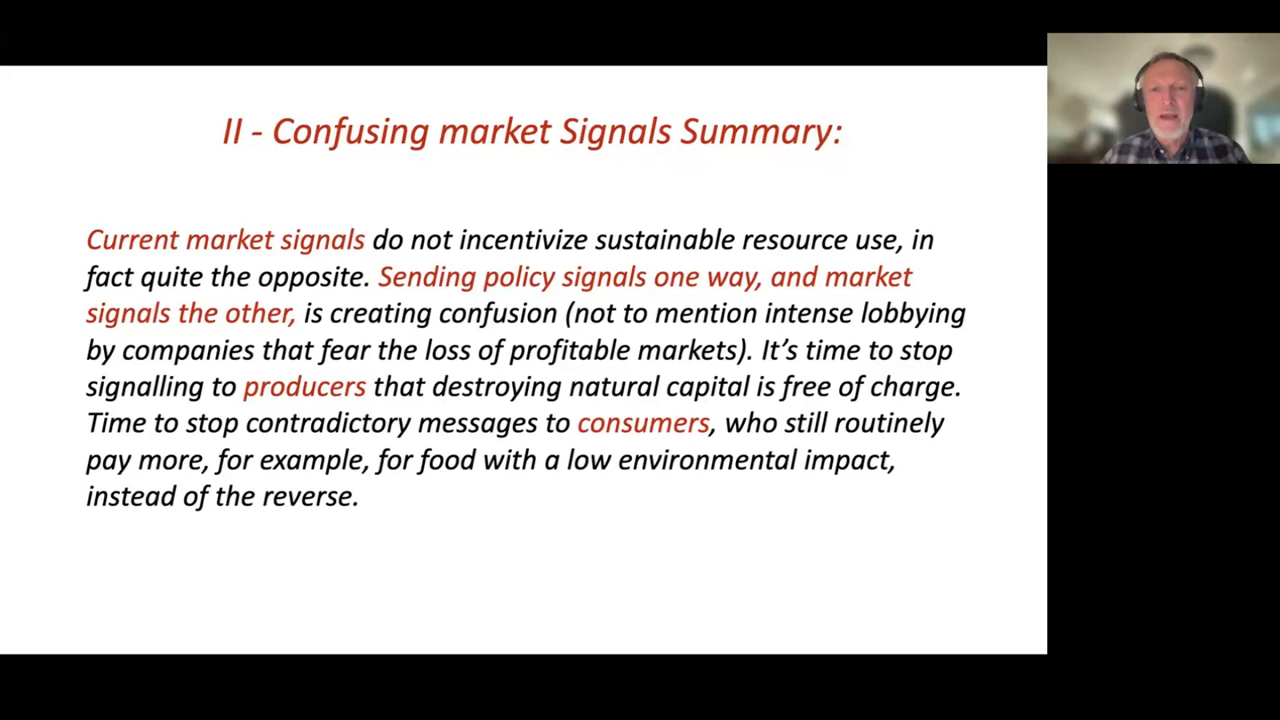 II - Confusing market Signals Summary:
Current market signals do not incentivize sustainable resource use, in
fact quite the opposite. Sending policy signals one way, and market
signals the other, is creating confusion (not to mention intense lobbying
by companies that fear the loss of profitable markets). It’s time to stop
signalling to producers that destroying natural capital is free of charge.
Time to stop contradictory messages to consumers, who still routinely
pay more, for example, for food with a low environmental impact,
instead of the reverse.